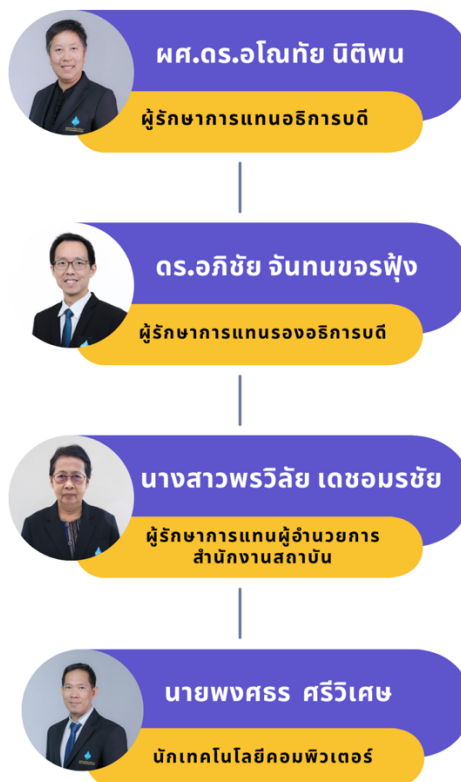 ผศ.ดร.อโณทัย นิติพน
ผู้รักษาการแทนอธิการบดี
ดร.อภิชัย จันทนขจรฟุ้ง
ผู้รักษาการแทนรองอธิการบดี
นางสาวพรวิลัย เดชอมรชัย
ผู้รักษาการแทนผู้อำนวยการ
สำนักงานสถาบัน
นายพงศธร ศรีวิเศษ
นักเทคโนโลยีคอมพิวเตอร์